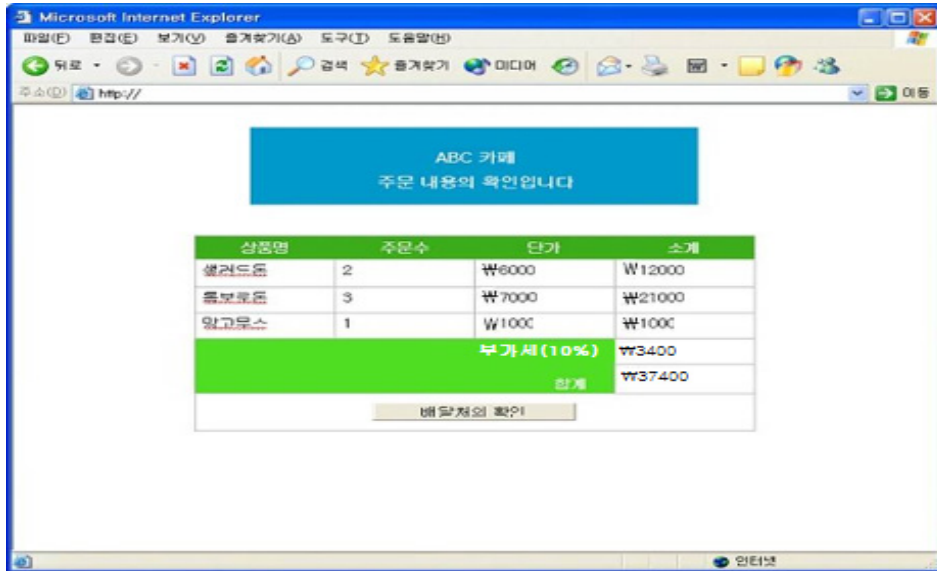 Microsoft Internet Explorer
파일(F) 편집(E) 보기(V) 즐겨찾기(A) 도구(T) 도움말(H)
뒤로 검색 즐겨찾기 미디어
주소(D) http:// 이동
ABC 카페
주문 내용의 확인입니다
상품명 주문수 단가 소계
샐러드동 2 ₩6000 ₩12000
톰보로동 3 ₩7000 ₩21000
망고무스 1 ₩1000 ₩1000
부가세(10%) ₩3400
합계 ₩37400
배달처의 확인
인터넷